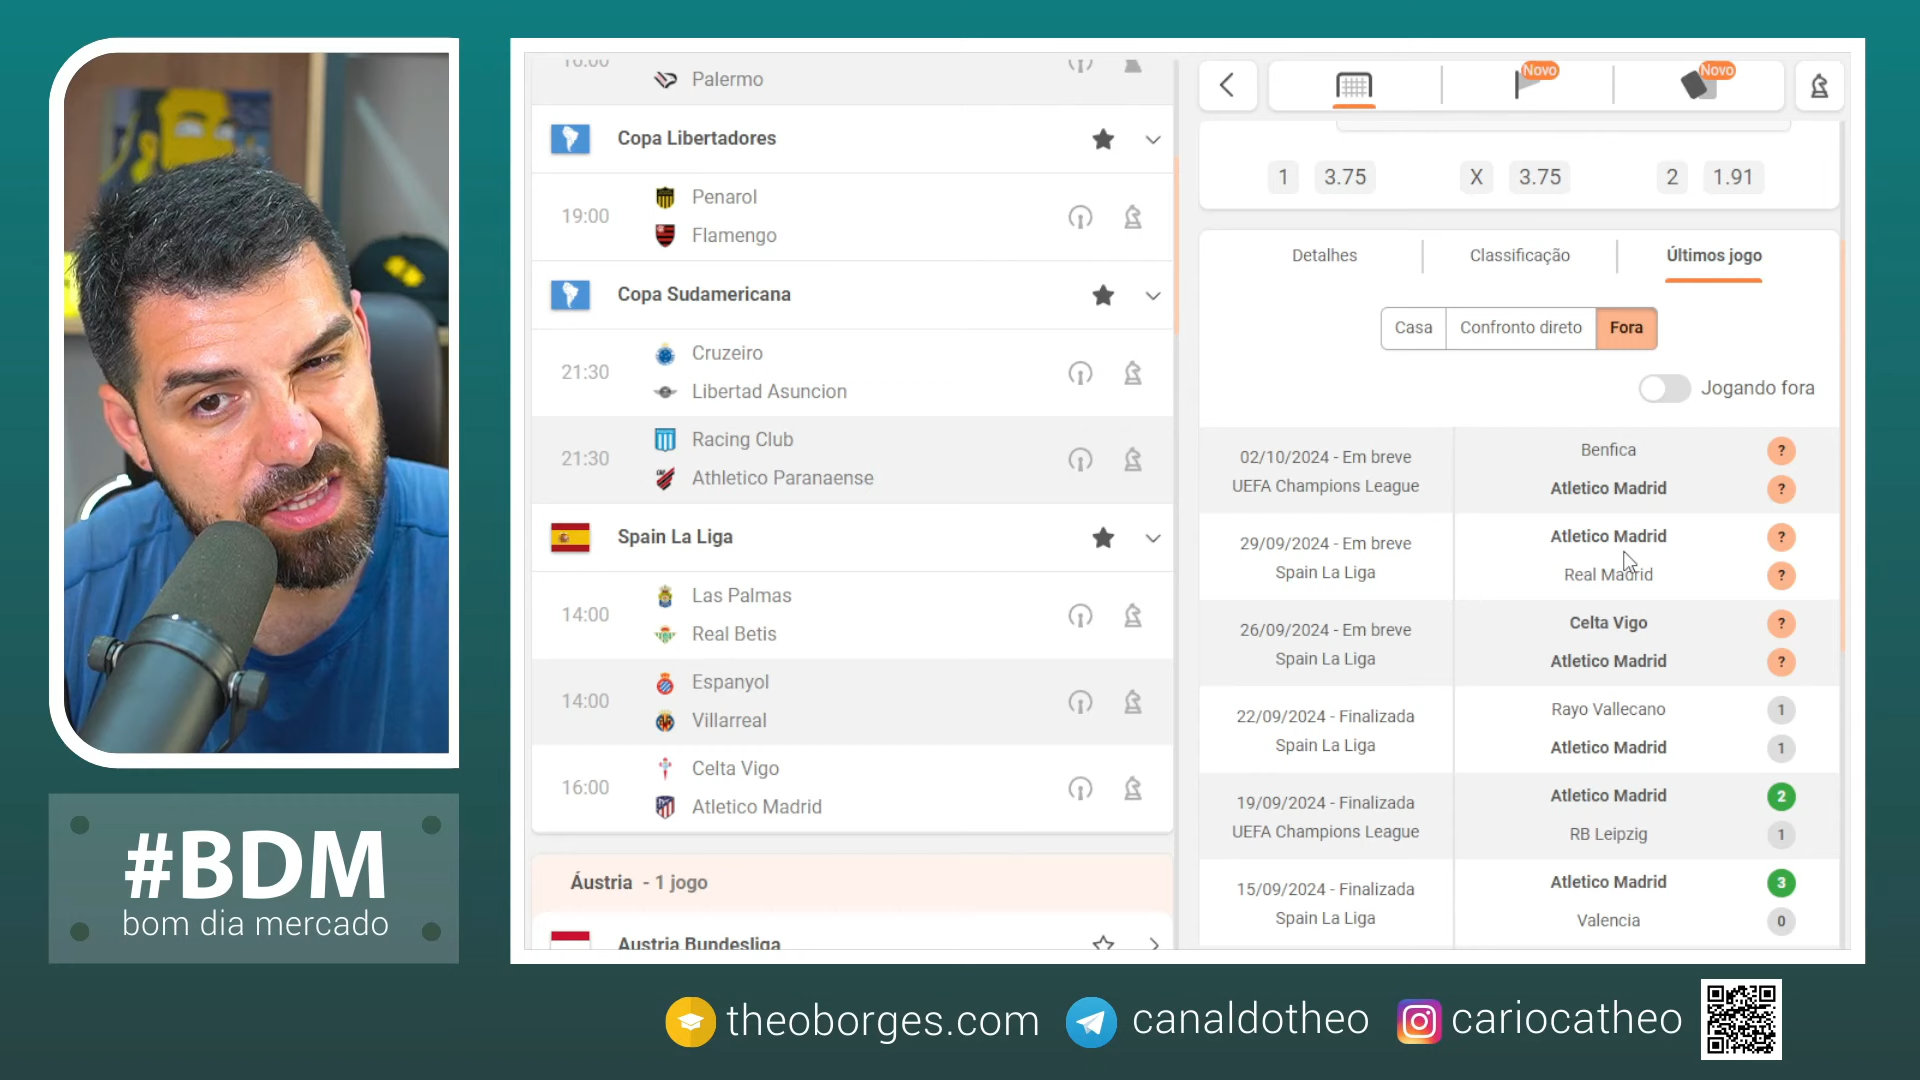 16:00
Palermo
Copa Libertadores
19:00
Penarol
Flamengo
Copa Sudamericana
21:30
Cruzeiro
Libertad Asuncion
21:30
Racing Club
Athletico Paranaense
Spain La Liga
14:00
Las Palmas
Real Betis
14:00
Espanyol
Villarreal
16:00
Celta Vigo
Atletico Madrid
Áustria - 1 jogo
Austria Bundesliga
Novo
Novo
1 3.75 X 3.75 2 1.91
Detalhes Classificação Últimos jogo
Casa Confronto direto Fora
Jogando fora
02/10/2024 - Em breve
UEFA Champions League
Benfica ?
Atletico Madrid ?
29/09/2024 - Em breve
Spain La Liga
Atletico Madrid ?
Real Madrid ?
26/09/2024 - Em breve
Spain La Liga
Celta Vigo ?
Atletico Madrid ?
22/09/2024 - Finalizada
Spain La Liga
Rayo Vallecano 1
Atletico Madrid 1
19/09/2024 - Finalizada
UEFA Champions League
Atletico Madrid 2
RB Leipzig 1
15/09/2024 - Finalizada
Spain La Liga
Atletico Madrid 3
Valencia 0
#BDM
bom dia mercado
theoborges.com canaldotheo cariocatheo